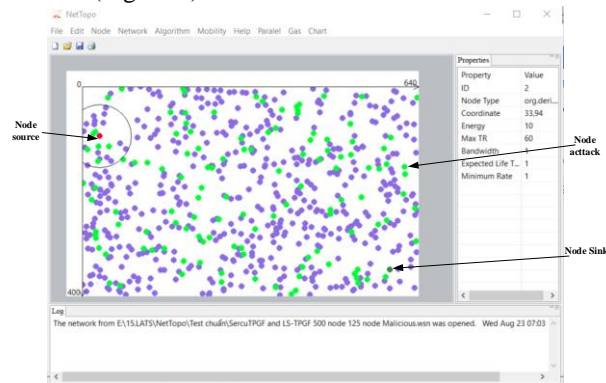 NetTopo
File Edit Node Network Algorithm Mobility Help Paralel Gas Chart
0
640
400
Node
source
Node
acttack
Node Sink
Properties
Property Value
ID 2
Node Type org.deri...
Coordinate 33,94
Energy 10
Max TR 60
Bandwidth 1
Expected Life T... 1
Minimum Rate 1
Log
The network from E:\15.LATS\NetTopo\Test chuẩn\SercuTPGF and LS-TPGF 500 node 125 node Malicious.wsn was opened. Wed Aug 23 07:03